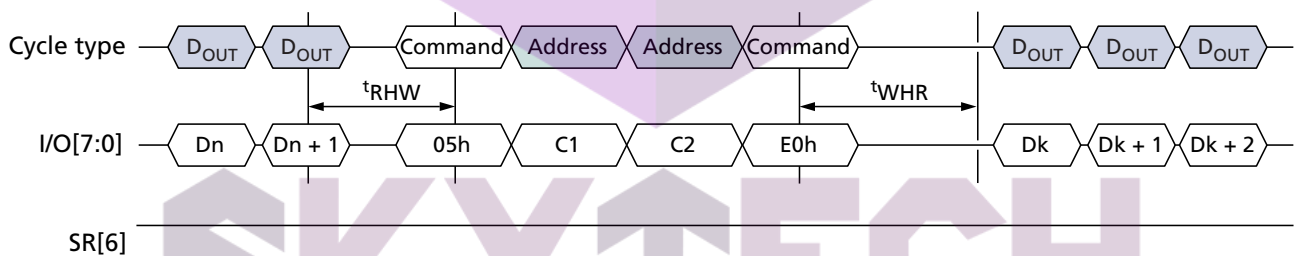 Cycle type DOUT DOUT Command Address Address Command DOUT DOUT DOUT
tRHW tWHR
I/O[7:0] Dn Dn + 1 05h C1 C2 E0h Dk Dk + 1 Dk + 2
SKYTECH
SR[6]